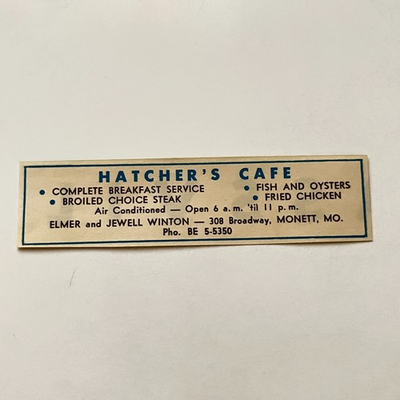 HATCHER'S CAFE
• COMPLETE BREAKFAST SERVICE • FISH AND OYSTERS
• BROILED CHOICE STEAK • FRIED CHICKEN
Air Conditioned — Open 6 a.m. 'til 11 p.m.
ELMER and JEWELL WINTON — 308 Broadway, MONETT, MO.
Pho. BE 5-5350